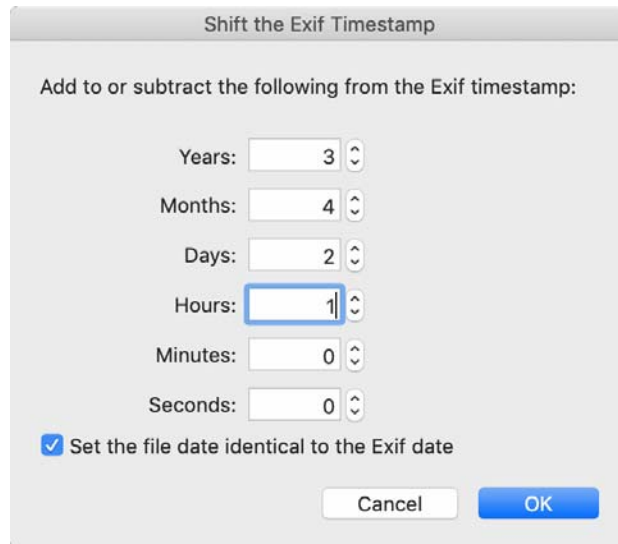 Shift the Exif Timestamp
Add to or subtract the following from the Exif timestamp:
Years: 3
Months: 4
Days: 2
Hours: 1
Minutes: 0
Seconds: 0
Set the file date identical to the Exif date
Cancel OK